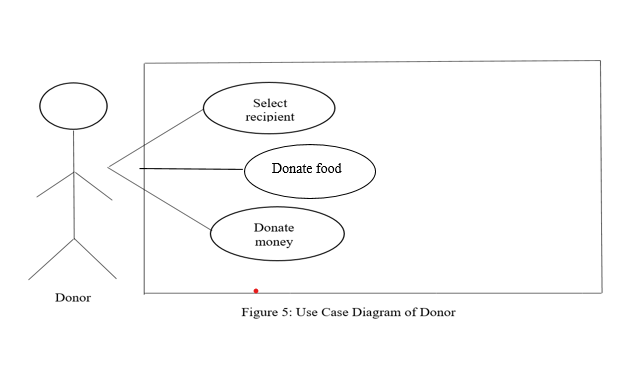 Select
recipient
Donate food
Donate
money
Donor
Figure 5: Use Case Diagram of Donor